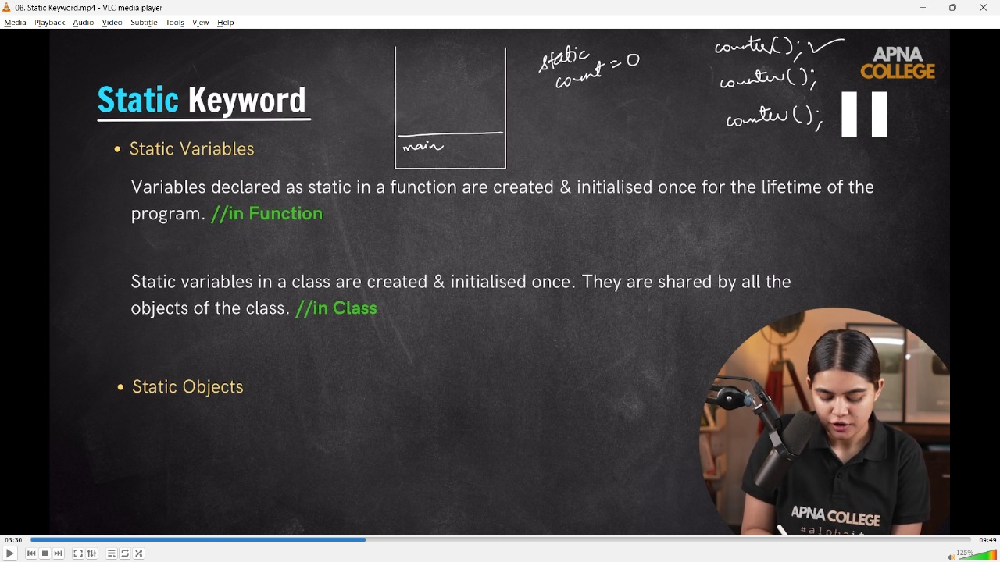 08. Static Keyword.mp4 - VLC media player
Media Playback Audio Video Subtitle Tools View Help
static
count = 0
counter();
counter();
counter();
APNA
COLLEGE
Static Keyword
main
• Static Variables
Variables declared as static in a function are created & initialised once for the lifetime of the
program. //in Function
Static variables in a class are created & initialised once. They are shared by all the
objects of the class. //in Class
• Static Objects
APNA COLLEGE
03:30
09:49
125%